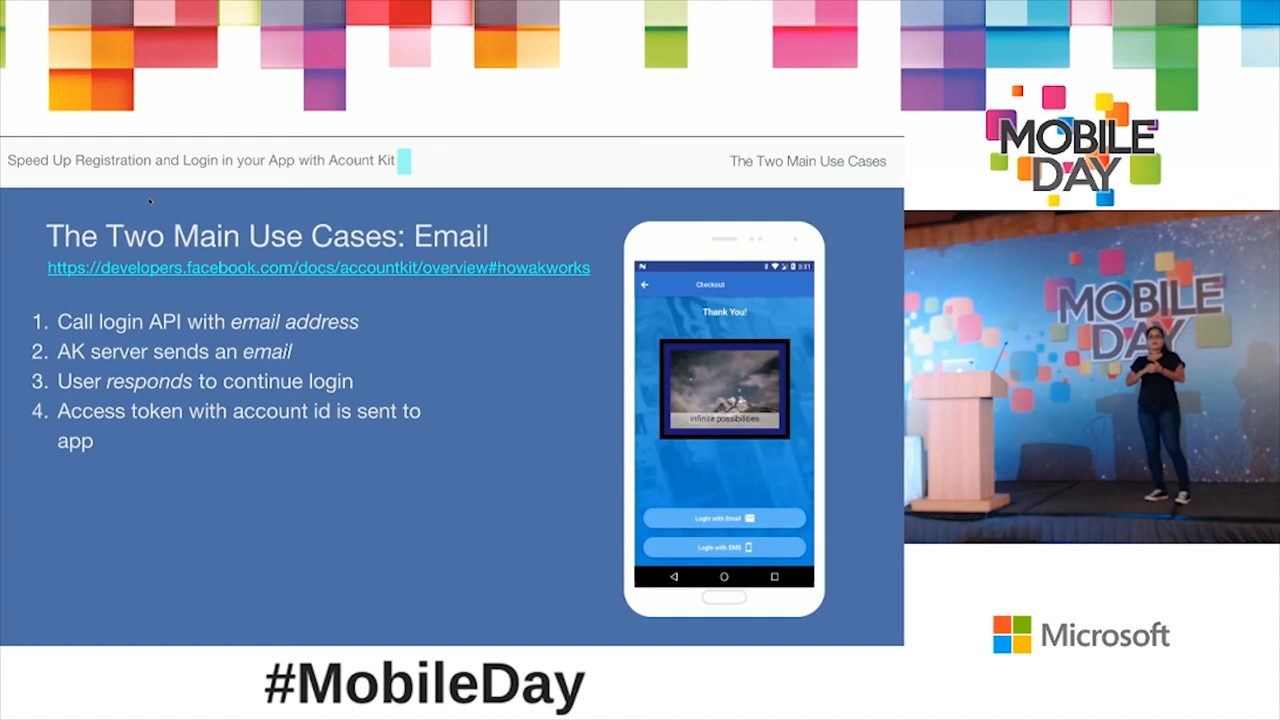 Speed Up Registration and Login in your App with Acount Kit
The Two Main Use Cases
The Two Main Use Cases: Email
https://developers.facebook.com/docs/accountkit/overview#howakworks
1. Call login API with email address
2. AK server sends an email
3. User responds to continue login
4. Access token with account id is sent to
app
3:31
Checkout
Thank You!
infinite possibilities
Login with Email
Login with SMS
MOBILE
DAY
MOBILE
DAY
Microsoft
#MobileDay